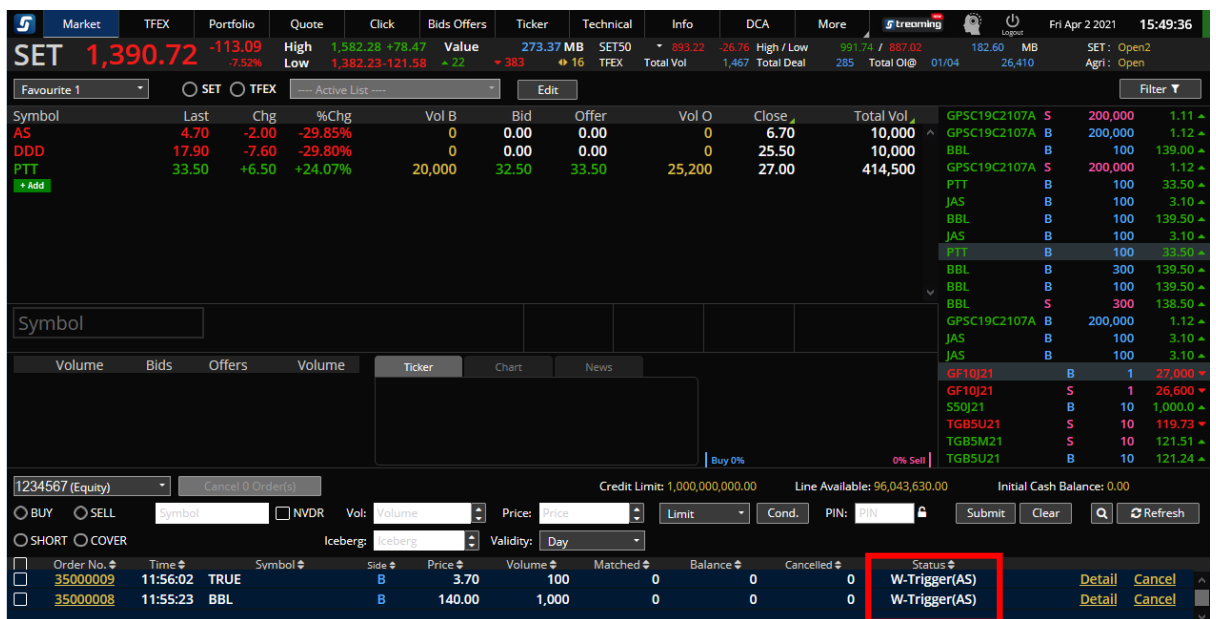 Market TFEX Portfolio Quote Click Bids Offers Ticker Technical Info DCA More Streaming Logout Fri Apr 2 2021 15:49:36
SET 1,390.72 -113.09 High 1,582.28 +78.47 Value 273.37 MB SET50 893.22 -26.76 High / Low 991.74 / 887.02 182.60 MB SET : Open2
-7.52% Low 1,382.23 -121.58 22 383 16 TFEX Total Vol 1,467 Total Deal 285 Total OI@ 01/04 26,410 Agri : Open
Favourite 1 SET TFEX ---- Active List ---- Edit Filter
Symbol Last Chg %Chg Vol B Bid Offer Vol O Close Total Vol
AS 4.70 -2.00 -29.85% 0 0.00 0.00 0 6.70 10,000
DDD 17.90 -7.60 -29.80% 0 0.00 0.00 0 25.50 10,000
PTT 33.50 +6.50 +24.07% 20,000 32.50 33.50 25,200 27.00 414,500
+ Add
GPSC19C2107A S 200,000 1.11
GPSC19C2107A B 200,000 1.12
BBL B 100 139.00
GPSC19C2107A S 200,000 1.12
PTT B 100 33.50
JAS B 100 3.10
BBL B 100 139.50
JAS B 100 3.10
PTT B 100 33.50
BBL B 300 139.50
BBL B 100 139.50
BBL S 300 138.50
GPSC19C2107A B 200,000 1.12
JAS B 100 3.10
JAS B 100 3.10
GF10J21 B 1 27,000
GF10J21 S 1 26,600
S50J21 B 10 1,000.0
TGB5U21 S 10 119.73
TGB5M21 S 10 121.51
TGB5U21 B 10 121.24
Symbol
Volume Bids Offers Volume Ticker Chart News
Buy 0% 0% Sell
1234567 (Equity) Cancel 0 Order(s) Credit Limit: 1,000,000,000.00 Line Available: 96,043,630.00 Initial Cash Balance: 0.00
BUY SELL Symbol NVDR Vol: Volume Price: Price Limit Cond. PIN: PIN Submit Clear Refresh
SHORT COVER Iceberg: Iceberg Validity: Day
Order No. Time Symbol Side Price Volume Matched Balance Cancelled Status
35000009 11:56:02 TRUE B 3.70 100 0 0 0 W-Trigger(AS) Detail Cancel
35000008 11:55:23 BBL B 140.00 1,000 0 0 0 W-Trigger(AS) Detail Cancel